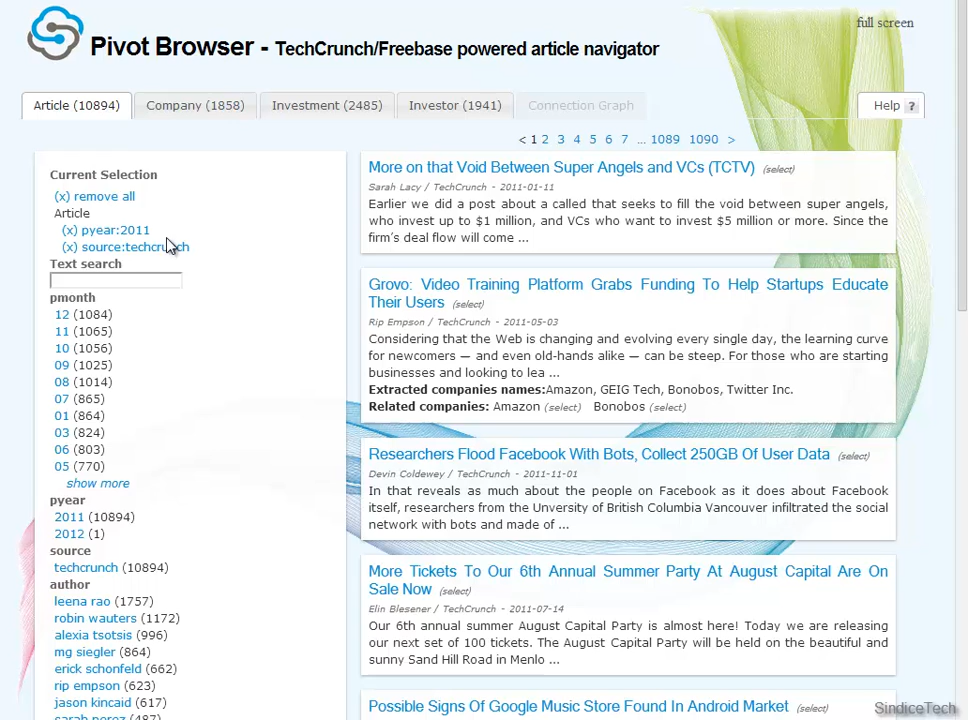 full screen
Pivot Browser - TechCrunch/Freebase powered article navigator
Article (10894) Company (1858) Investment (2485) Investor (1941) Connection Graph Help ?
< 1 2 3 4 5 6 7 ... 1089 1090 >
Current Selection
(x) remove all
Article
(x) pyear:2011
(x) source:techcrunch
Text search
pmonth
12 (1084)
11 (1065)
10 (1056)
09 (1025)
08 (1014)
07 (865)
01 (864)
03 (824)
06 (803)
05 (770)
show more
pyear
2011 (10894)
2012 (1)
source
techcrunch (10894)
author
leena rao (1757)
robin wauters (1172)
alexia tsotsis (996)
mg siegler (864)
erick schonfeld (662)
rip empson (623)
jason kincaid (617)
sarah perez (487)
More on that Void Between Super Angels and VCs (TCTV) (select)
Sarah Lacy / TechCrunch - 2011-01-11
Earlier we did a post about a called that seeks to fill the void between super angels,
who invest up to $1 million, and VCs who want to invest $5 million or more. Since the
firm's deal flow will come ...
Grovo: Video Training Platform Grabs Funding To Help Startups Educate
Their Users (select)
Rip Empson / TechCrunch - 2011-05-03
Considering that the Web is changing and evolving every single day, the learning curve
for newcomers — and even old-hands alike — can be steep. For those who are starting
businesses and looking to lea ...
Extracted companies names:Amazon, GEIG Tech, Bonobos, Twitter Inc.
Related companies: Amazon (select) Bonobos (select)
Researchers Flood Facebook With Bots, Collect 250GB Of User Data (select)
Devin Coldewey / TechCrunch - 2011-11-01
In that reveals as much about the people on Facebook as it does about Facebook
itself, researchers from the Unversity of British Columbia Vancouver infiltrated the social
network with bots and made of ...
More Tickets To Our 6th Annual Summer Party At August Capital Are On
Sale Now (select)
Elin Blesener / TechCrunch - 2011-07-14
Our 6th annual summer August Capital Party is almost here! Today we are releasing
our next set of 100 tickets. The August Capital Party will be held on the beautiful and
sunny Sand Hill Road in Menlo ...
Possible Signs Of Google Music Store Found In Android Market (select)
SindiceTech